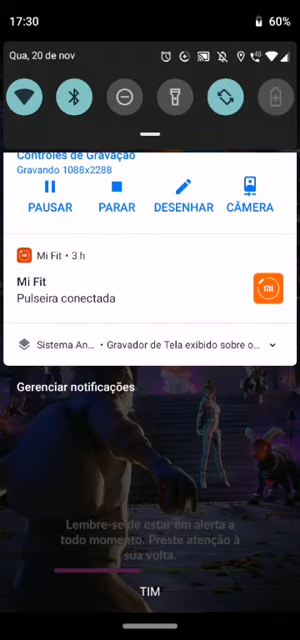 17:30
60%
Qua, 20 de nov
Controles de Gravação
Gravando 1088x2288
PAUSAR PARAR DESENHAR CÂMERA
Mi Fit • 3 h
Mi Fit
Pulseira conectada
Sistema An... • Gravador de Tela exibido sobre o...
Gerenciar notificações
Lembre-se de estar em alerta a
todo momento. Preste atenção à
sua volta.
TIM